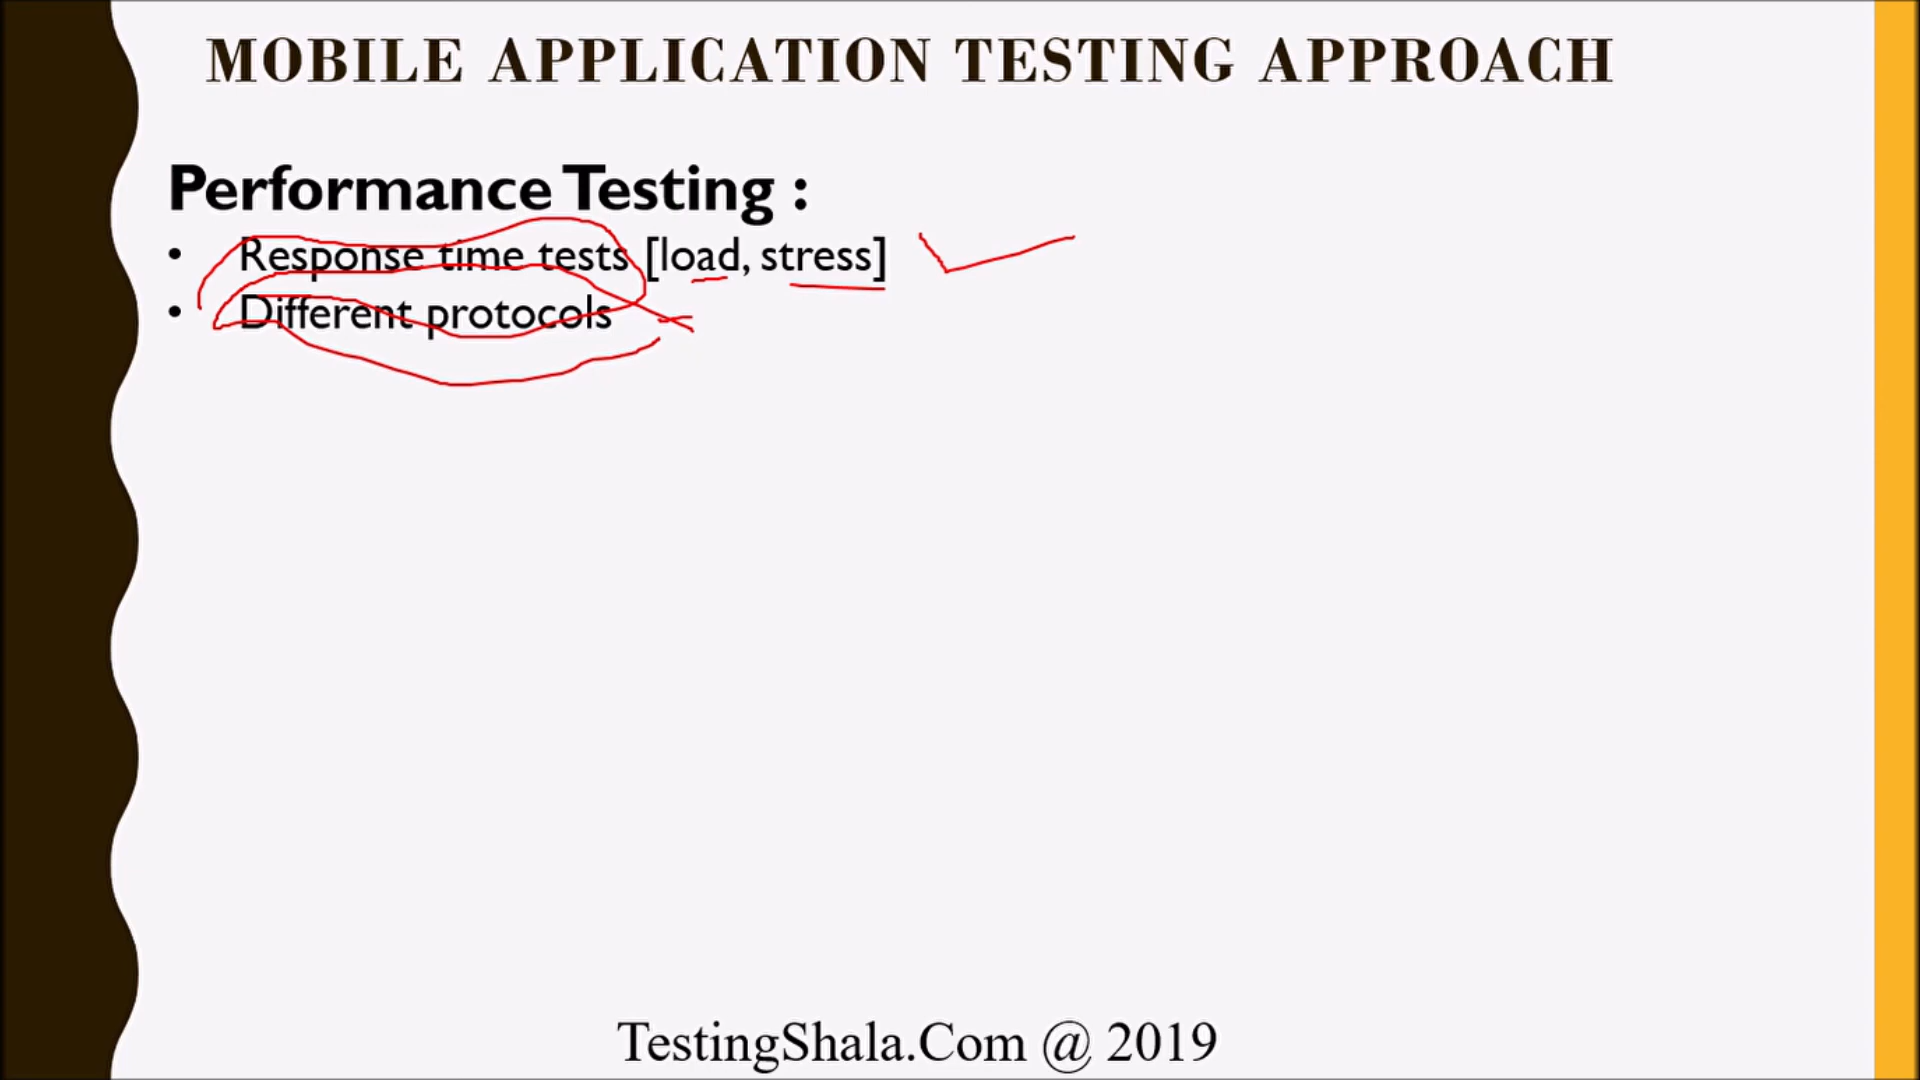 MOBILE APPLICATION TESTING APPROACH
Performance Testing :
• Response time tests [load, stress]
• Different protocols
TestingShala.Com @ 2019